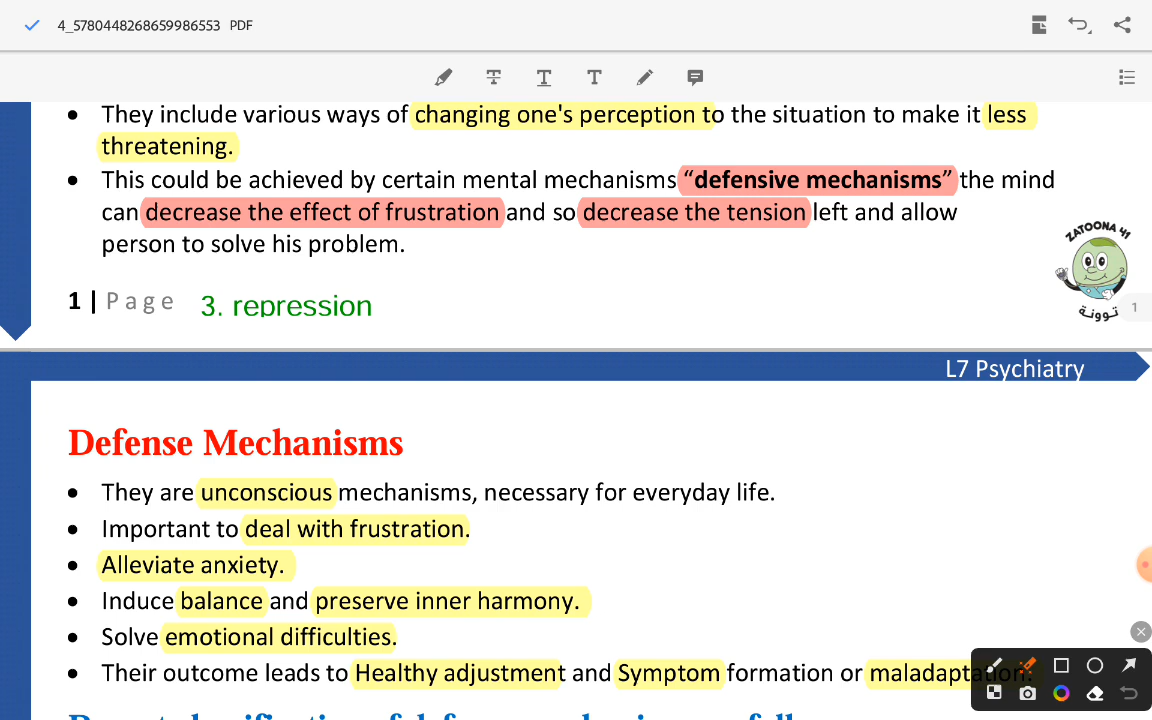 4_5780448268659986553 PDF
• They include various ways of changing one's perception to the situation to make it less
threatening.
• This could be achieved by certain mental mechanisms “defensive mechanisms” the mind
can decrease the effect of frustration and so decrease the tension left and allow
person to solve his problem.
ZATOONA 41
1 | Page 3. repression
1
L7 Psychiatry
Defense Mechanisms
• They are unconscious mechanisms, necessary for everyday life.
• Important to deal with frustration.
• Alleviate anxiety.
• Induce balance and preserve inner harmony.
• Solve emotional difficulties.
• Their outcome leads to Healthy adjustment and Symptom formation or maladaptation.